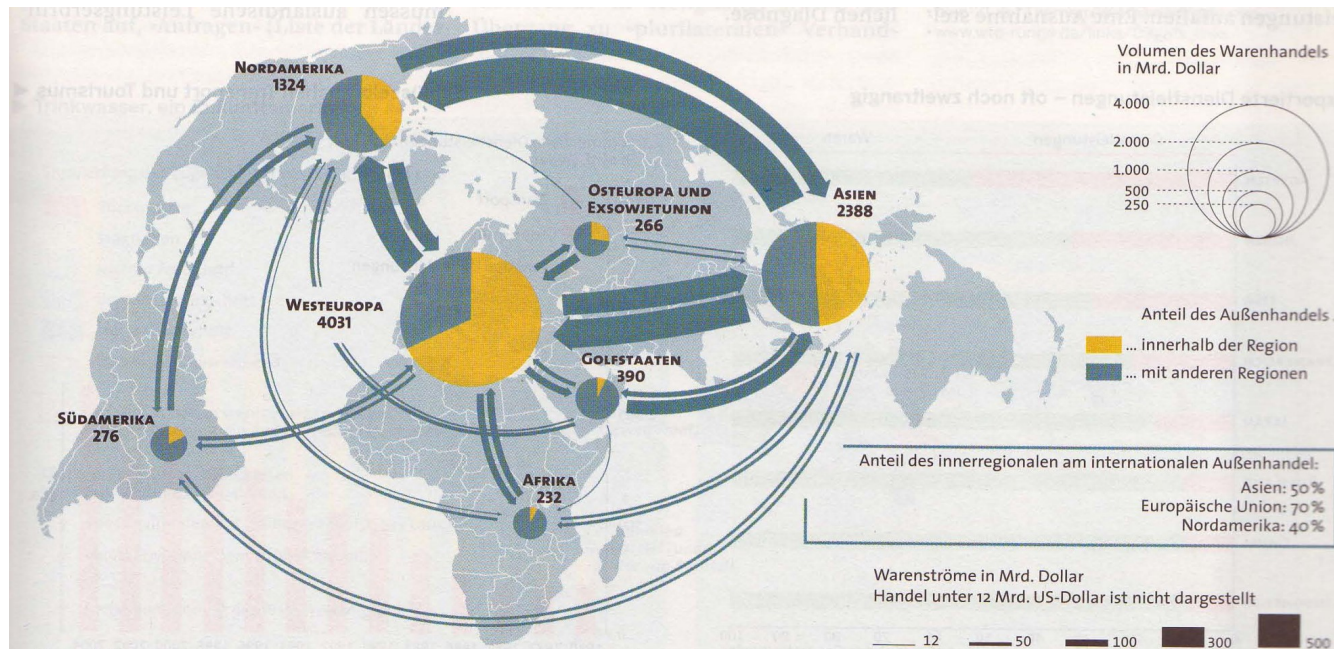 NORDAMERIKA
1324
OSTEUROPA UND
EXSOWJETUNION
266
ASIEN
2388
WESTEUROPA
4031
GOLFSTAATEN
390
SÜDAMERIKA
276
AFRIKA
232
Volumen des Warenhandels
in Mrd. Dollar
4.000
2.000
1.000
500
250
Anteil des Außenhandels
... innerhalb der Region
... mit anderen Regionen
Anteil des innerregionalen am internationalen Außenhandel:
Asien: 50%
Europäische Union: 70%
Nordamerika: 40%
Warenströme in Mrd. Dollar
Handel unter 12 Mrd. US-Dollar ist nicht dargestellt
12
50
100
300
500